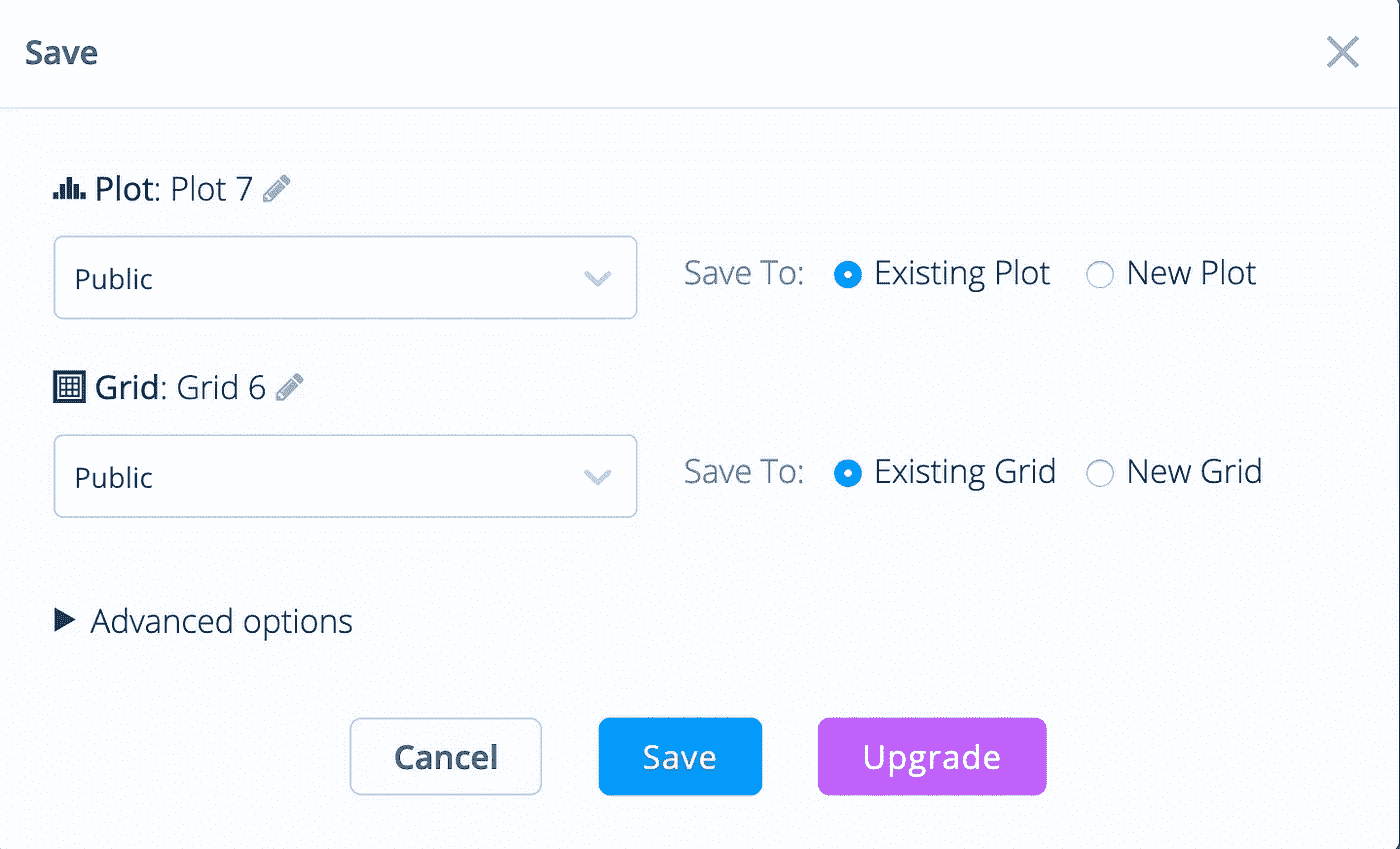 Save
Plot: Plot 7
Public
Save To: Existing Plot New Plot
Grid: Grid 6
Public
Save To: Existing Grid New Grid
Advanced options
Cancel Save Upgrade